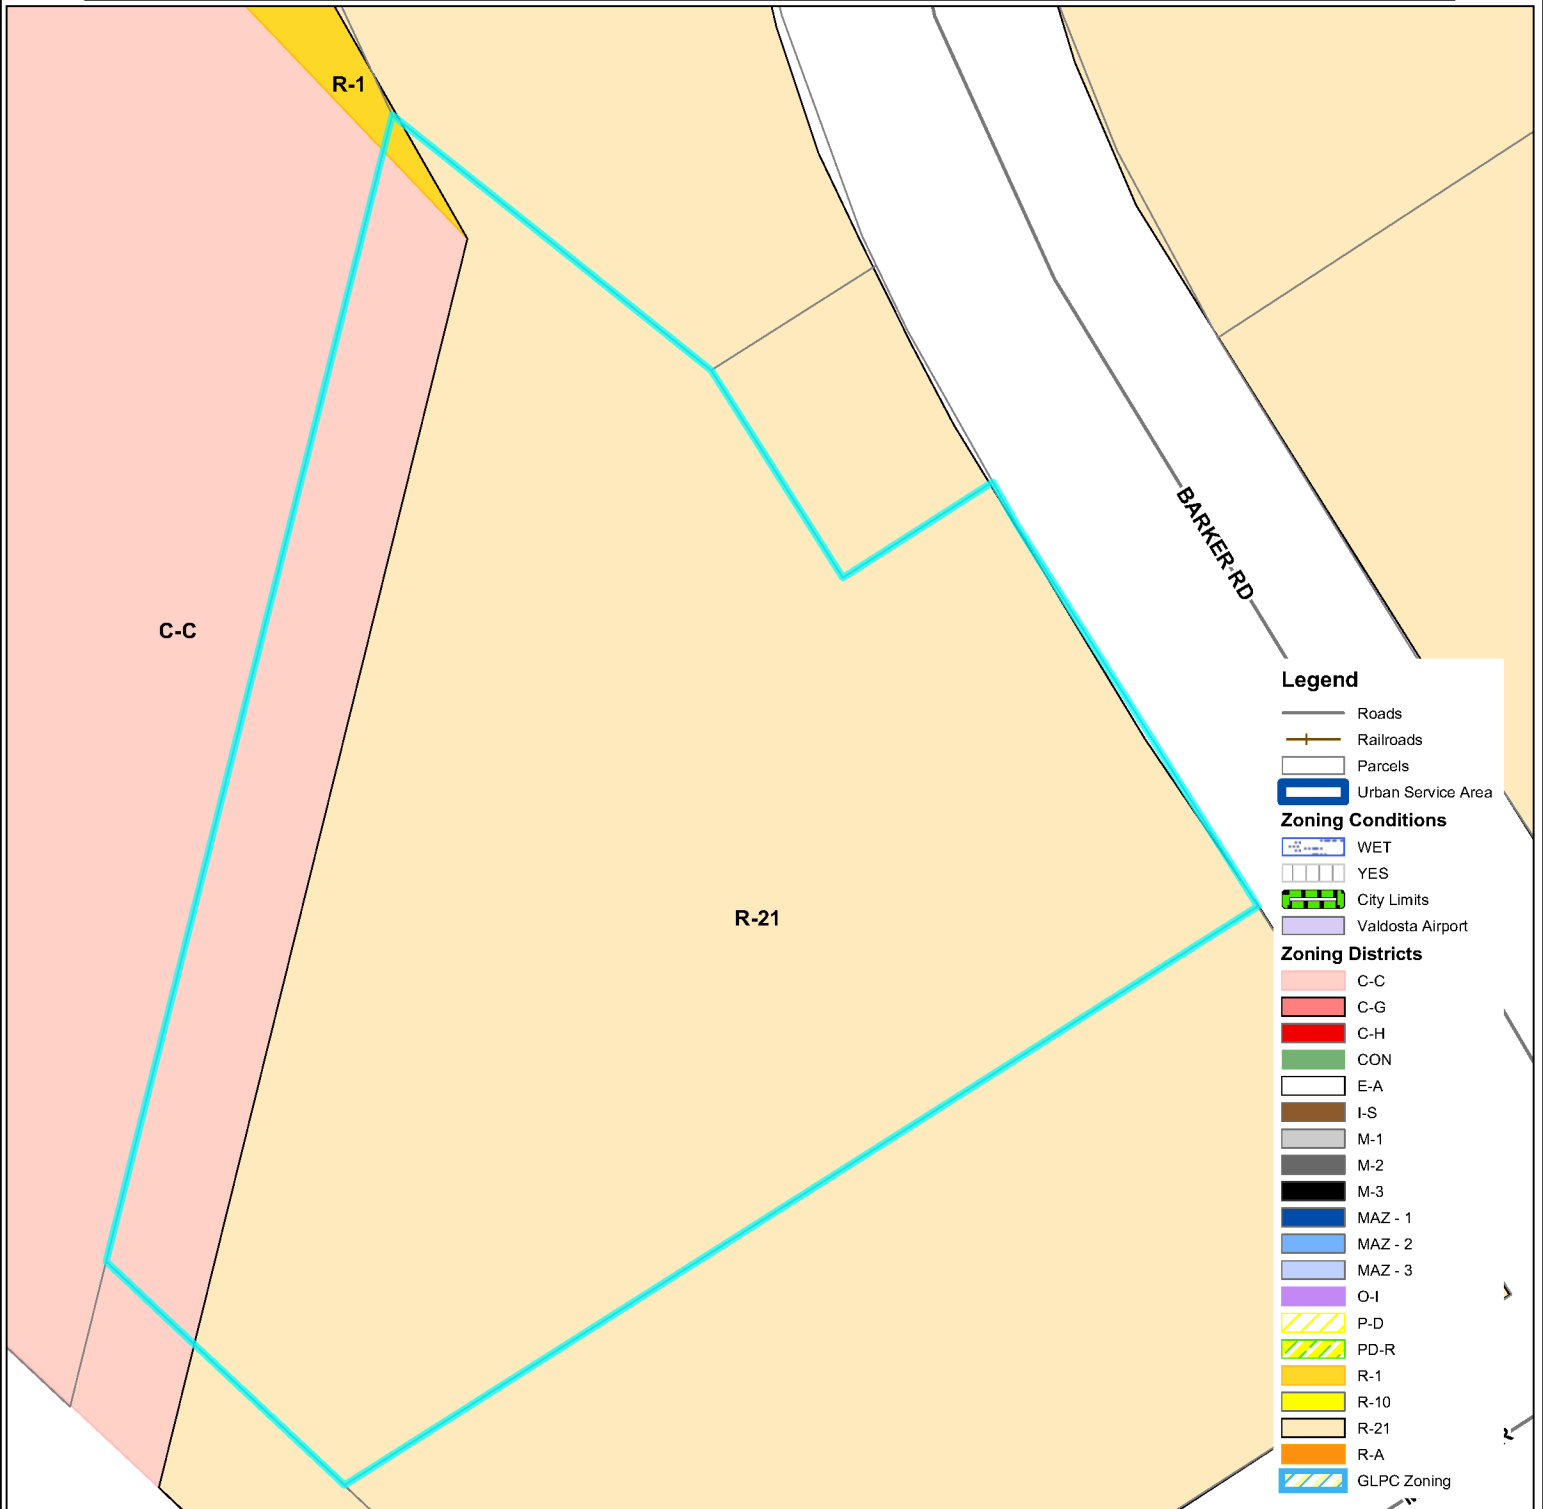 R-1
C-C
BARKER RD
R-21
Legend
Roads
Railroads
Parcels
Urban Service Area
Zoning Conditions
WET
YES
City Limits
Valdosta Airport
Zoning Districts
C-C
C-G
C-H
CON
E-A
I-S
M-1
M-2
M-3
MAZ - 1
MAZ - 2
MAZ - 3
O-I
P-D
PD-R
R-1
R-10
R-21
R-A
GLPC Zoning